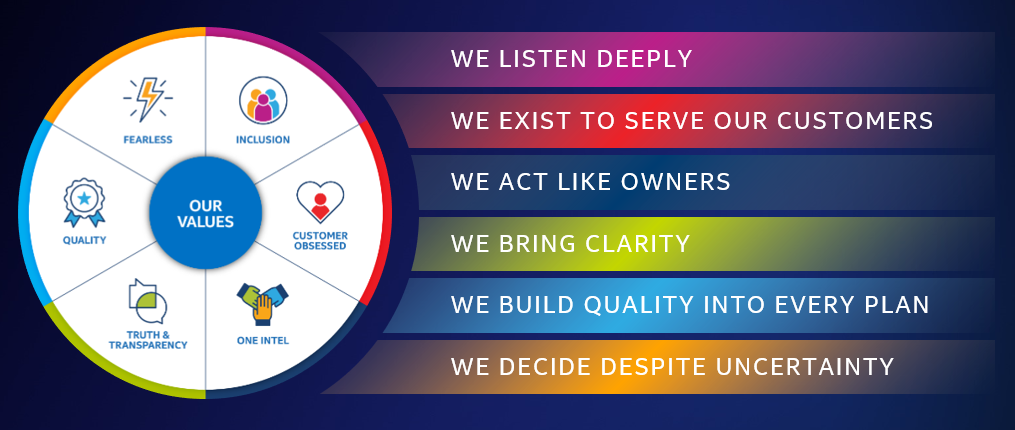 FEARLESS
INCLUSION
QUALITY
OUR
VALUES
CUSTOMER
OBSESSED
TRUTH &
TRANSPARENCY
ONE INTEL
WE LISTEN DEEPLY
WE EXIST TO SERVE OUR CUSTOMERS
WE ACT LIKE OWNERS
WE BRING CLARITY
WE BUILD QUALITY INTO EVERY PLAN
WE DECIDE DESPITE UNCERTAINTY